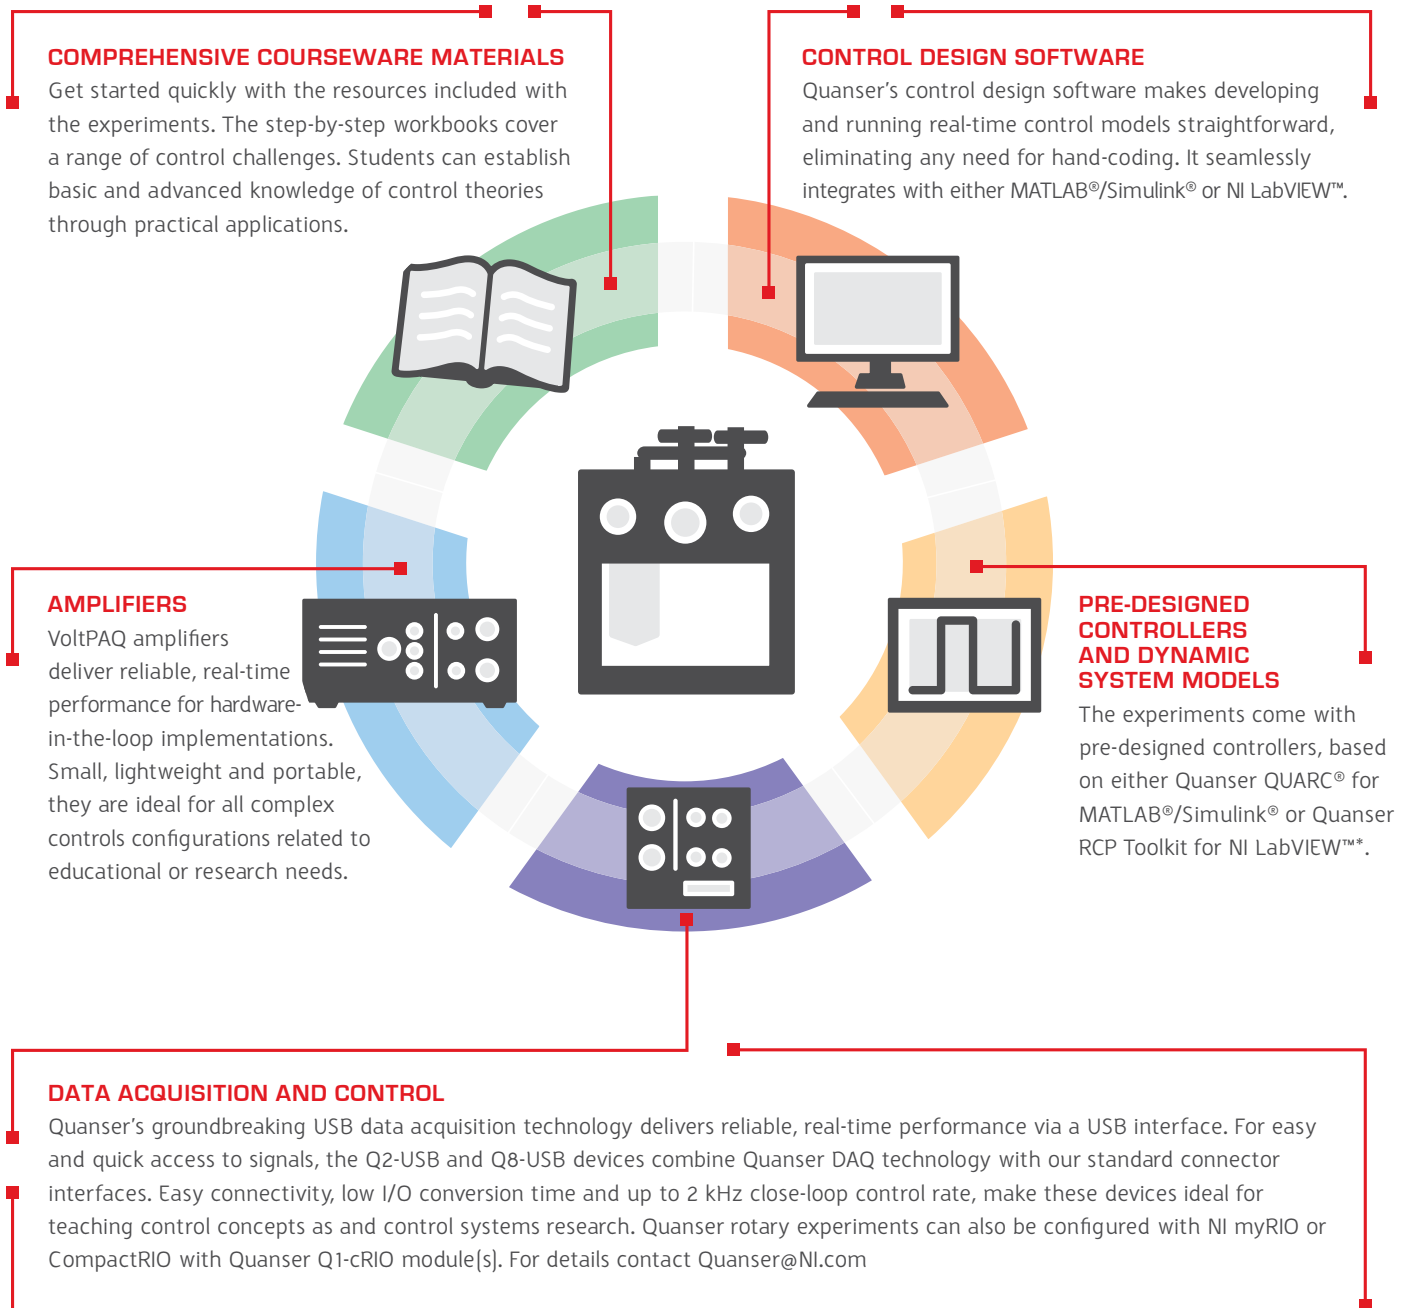 COMPREHENSIVE COURSEWARE MATERIALS
Get started quickly with the resources included with
the experiments. The step-by-step workbooks cover
a range of control challenges. Students can establish
basic and advanced knowledge of control theories
through practical applications.
CONTROL DESIGN SOFTWARE
Quanser’s control design software makes developing
and running real-time control models straightforward,
eliminating any need for hand-coding. It seamlessly
integrates with either MATLAB®/Simulink® or NI LabVIEW™.
AMPLIFIERS
VoltPAQ amplifiers
deliver reliable, real-time
performance for hardware-
in-the-loop implementations.
Small, lightweight and portable,
they are ideal for all complex
controls configurations related to
educational or research needs.
PRE-DESIGNED
CONTROLLERS
AND DYNAMIC
SYSTEM MODELS
The experiments come with
pre-designed controllers, based
on either Quanser QUARC® for
MATLAB®/Simulink® or Quanser
RCP Toolkit for NI LabVIEW™*.
DATA ACQUISITION AND CONTROL
Quanser’s groundbreaking USB data acquisition technology delivers reliable, real-time performance via a USB interface. For easy
and quick access to signals, the Q2-USB and Q8-USB devices combine Quanser DAQ technology with our standard connector
interfaces. Easy connectivity, low I/O conversion time and up to 2 kHz close-loop control rate, make these devices ideal for
teaching control concepts as and control systems research. Quanser rotary experiments can also be configured with NI myRIO or
CompactRIO with Quanser Q1-cRIO module(s). For details contact Quanser@NI.com